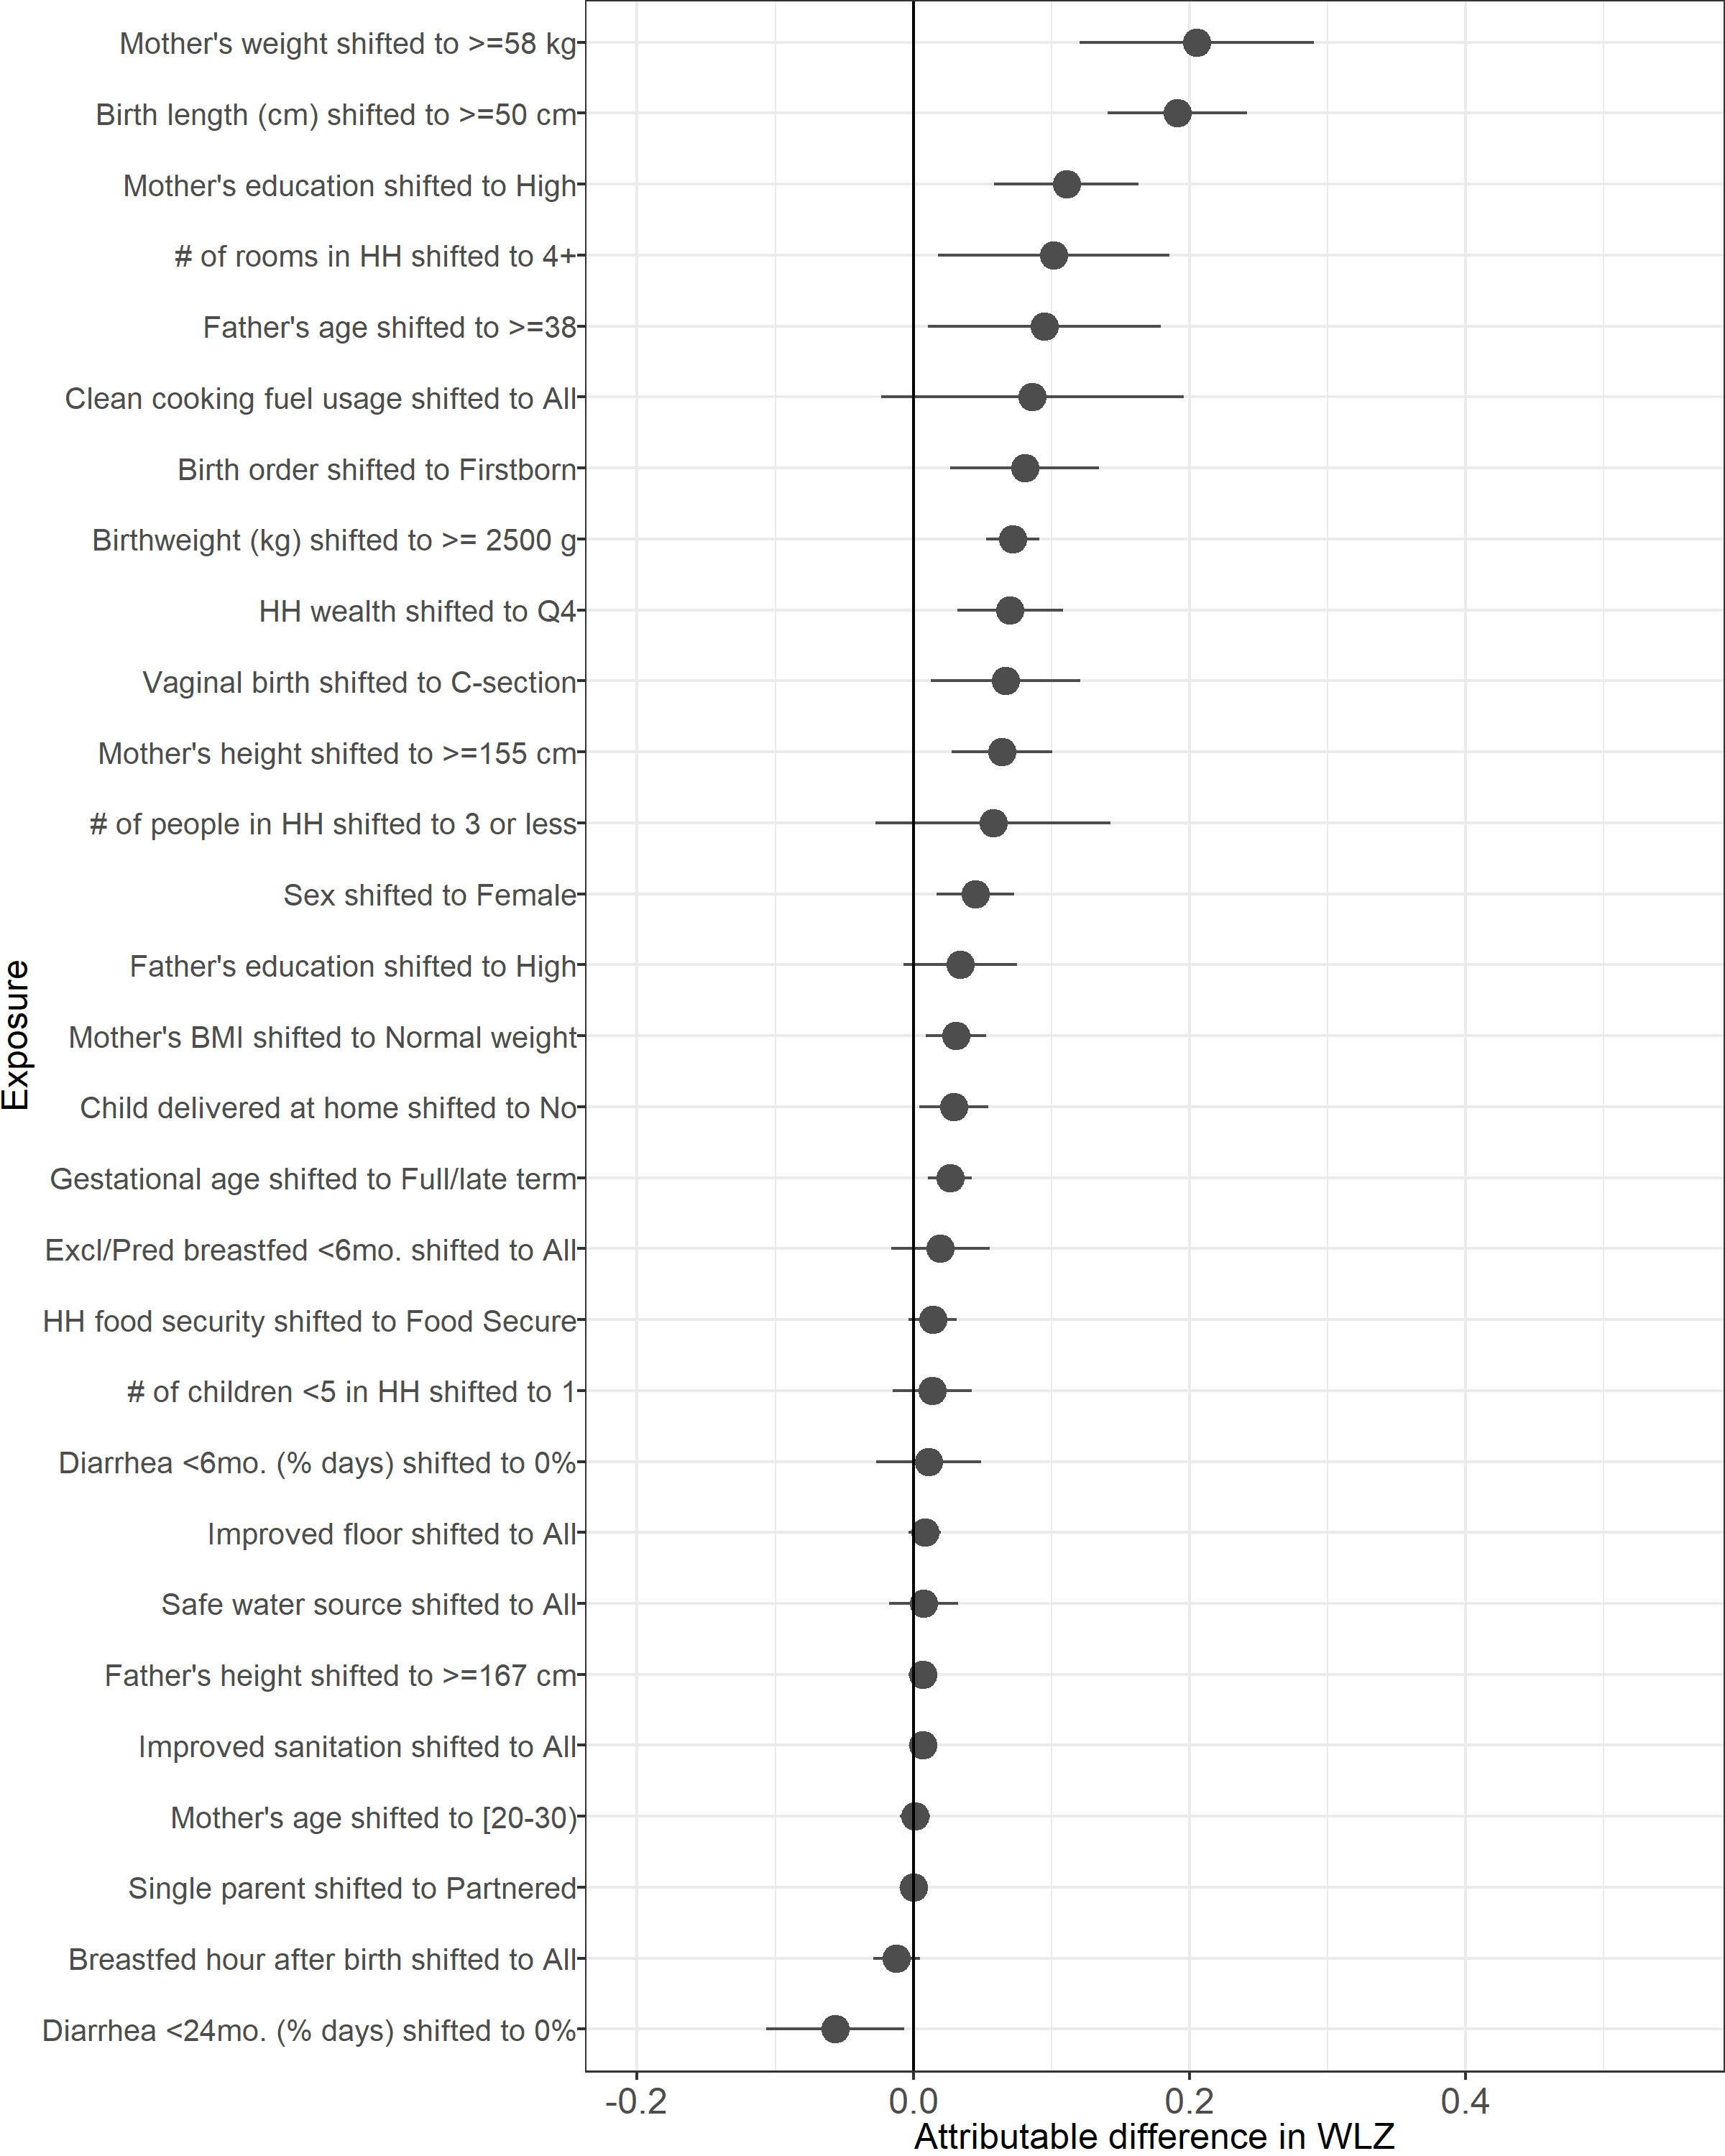 Mother's weight shifted to >=58 kg
Birth length (cm) shifted to >=50 cm
Mother's education shifted to High
# of rooms in HH shifted to 4+
Father's age shifted to >=38
Clean cooking fuel usage shifted to All
Birth order shifted to Firstborn
Birthweight (kg) shifted to >= 2500 g
HH wealth shifted to Q4
Vaginal birth shifted to C-section
Mother's height shifted to >=155 cm
# of people in HH shifted to 3 or less
Sex shifted to Female
Father's education shifted to High
Mother's BMI shifted to Normal weight
Child delivered at home shifted to No
Gestational age shifted to Full/late term
Excl/Pred breastfed <6mo. shifted to All
HH food security shifted to Food Secure
# of children <5 in HH shifted to 1
Diarrhea <6mo. (% days) shifted to 0%
Improved floor shifted to All
Safe water source shifted to All
Father's height shifted to >=167 cm
Improved sanitation shifted to All
Mother's age shifted to [20-30)
Single parent shifted to Partnered
Breastfed hour after birth shifted to All
Diarrhea <24mo. (% days) shifted to 0%
Exposure
-0.2 0.0 0.2 0.4
Attributable difference in WLZ